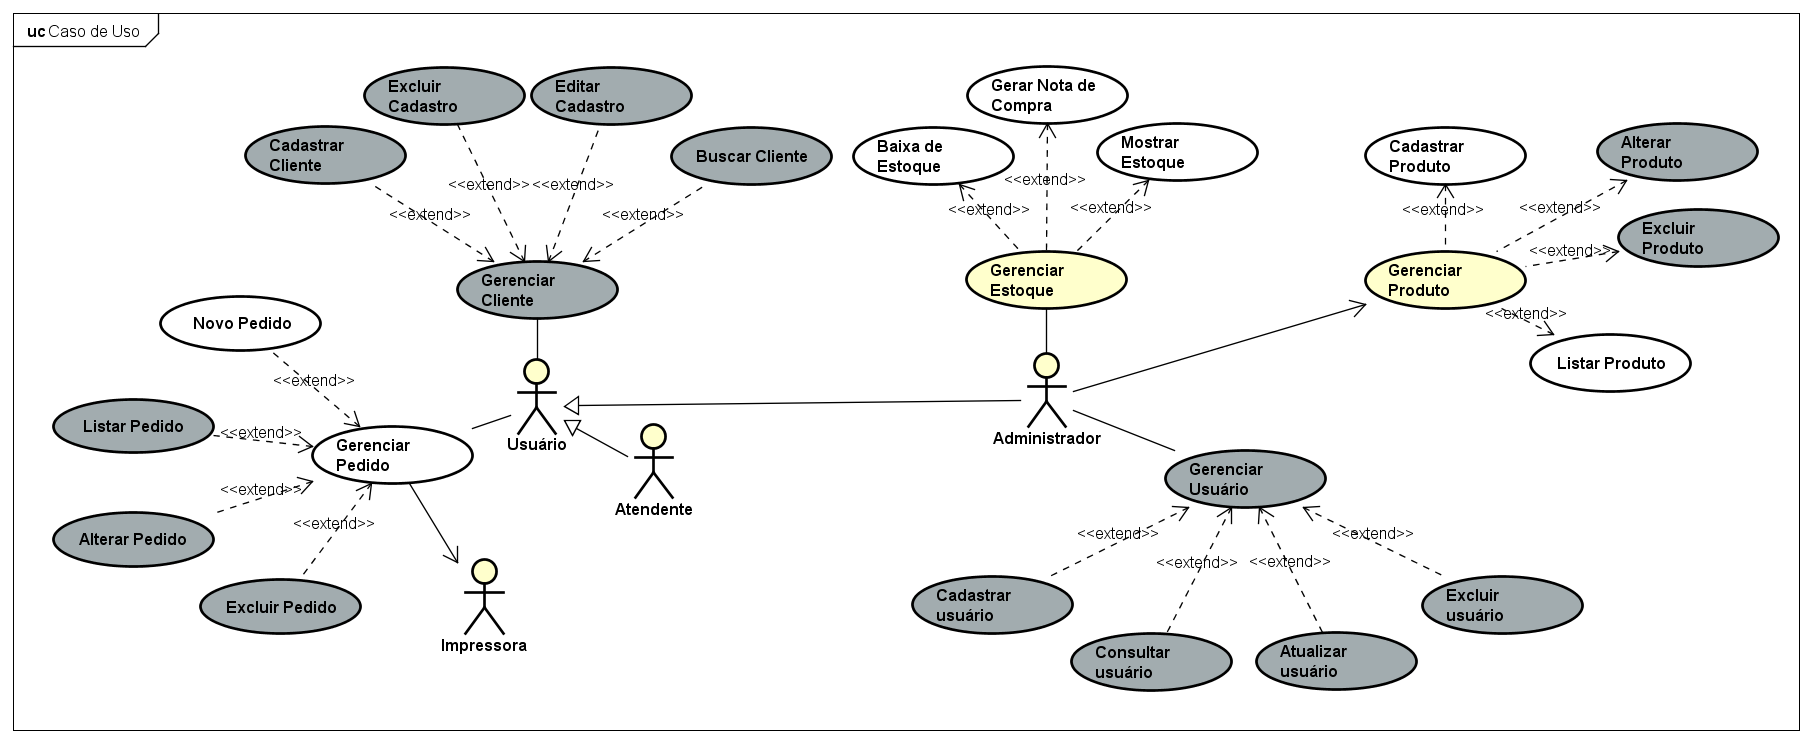 uc Caso de Uso
Excluir
Cadastro
Editar
Cadastro
Cadastrar
Cliente
Buscar Cliente
<<extend>>
<<extend>>
<<extend>>
<<extend>>
Gerenciar
Cliente
Gerar Nota de
Compra
Baixa de
Estoque
Mostrar
Estoque
<<extend>>
<<extend>>
<<extend>>
Gerenciar
Estoque
Cadastrar
Produto
Alterar
Produto
Excluir
Produto
<<extend>>
<<extend>>
<<extend>>
Gerenciar
Produto
<<extend>>
Listar Produto
Novo Pedido
<<extend>>
Listar Pedido
<<extend>>
Gerenciar
Pedido
<<extend>>
Alterar Pedido
<<extend>>
Excluir Pedido
Usuário
Atendente
Impressora
Administrador
Gerenciar
Usuário
<<extend>>
<<extend>>
<<extend>>
<<extend>>
Cadastrar
usuário
Consultar
usuário
Atualizar
usuário
Excluir
usuário